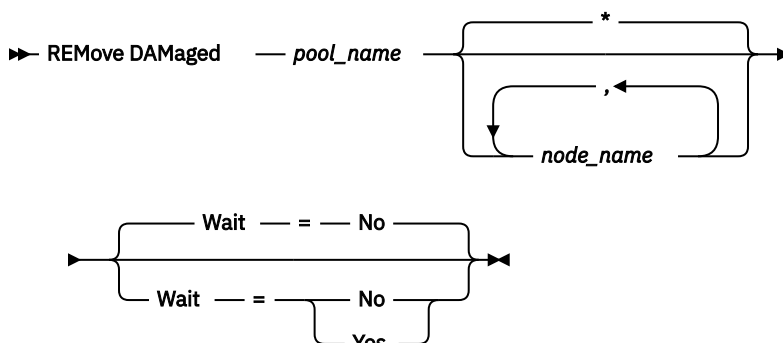 *
REMove DAMaged pool_name
,
node_name
Wait = No
Wait = No
Yes